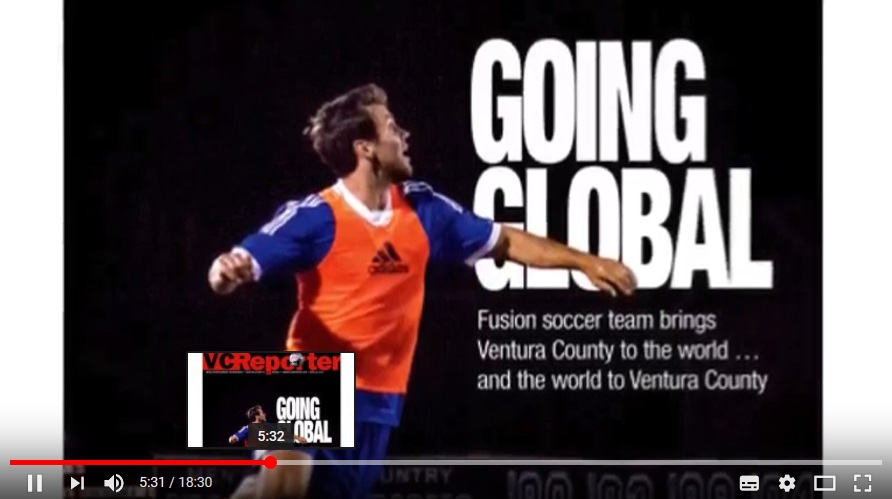 GOING
GLOBAL
Fusion soccer team brings
Ventura County to the world ...
and the world to Ventura County
adidas
VCReporter
GOING
GLOBAL
5:32
UNTRY
5:31 / 18:30